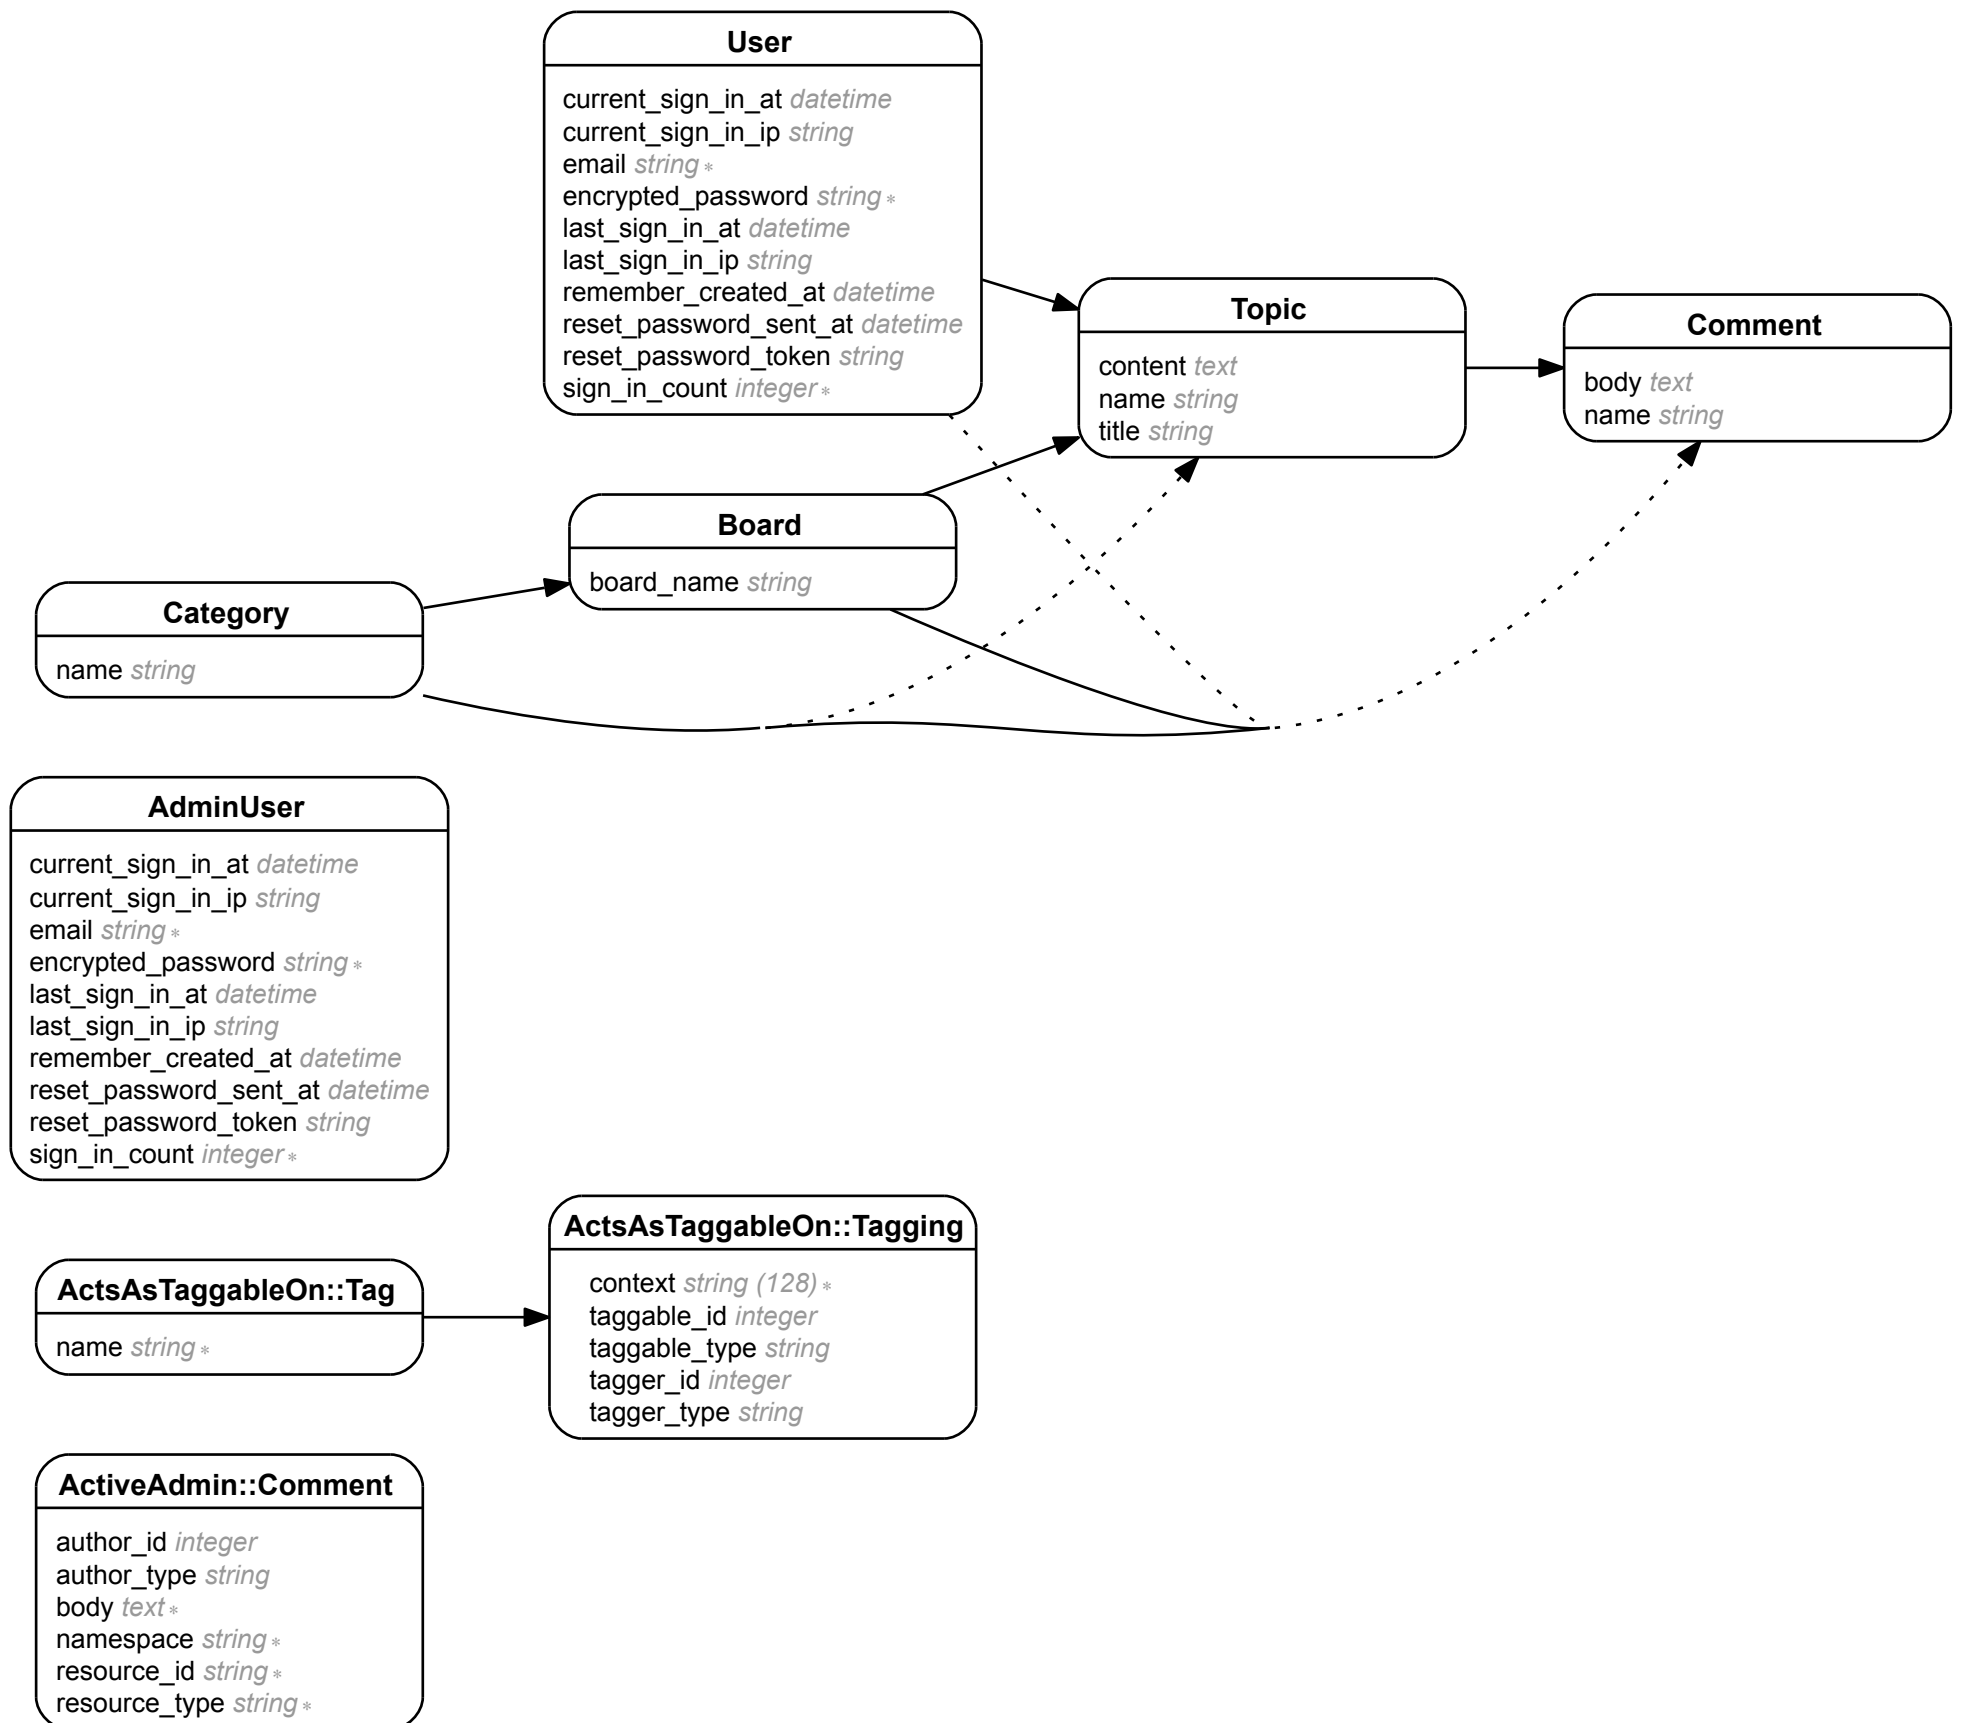 User
current_sign_in_at datetime
current_sign_in_ip string
email string *
encrypted_password string *
last_sign_in_at datetime
last_sign_in_ip string
remember_created_at datetime
reset_password_sent_at datetime
reset_password_token string
sign_in_count integer *
Topic
content text
name string
title string
Comment
body text
name string
Board
board_name string
Category
name string
AdminUser
current_sign_in_at datetime
current_sign_in_ip string
email string *
encrypted_password string *
last_sign_in_at datetime
last_sign_in_ip string
remember_created_at datetime
reset_password_sent_at datetime
reset_password_token string
sign_in_count integer *
ActsAsTaggableOn::Tagging
context string (128) *
taggable_id integer
taggable_type string
tagger_id integer
tagger_type string
ActsAsTaggableOn::Tag
name string *
ActiveAdmin::Comment
author_id integer
author_type string
body text *
namespace string *
resource_id string *
resource_type string *